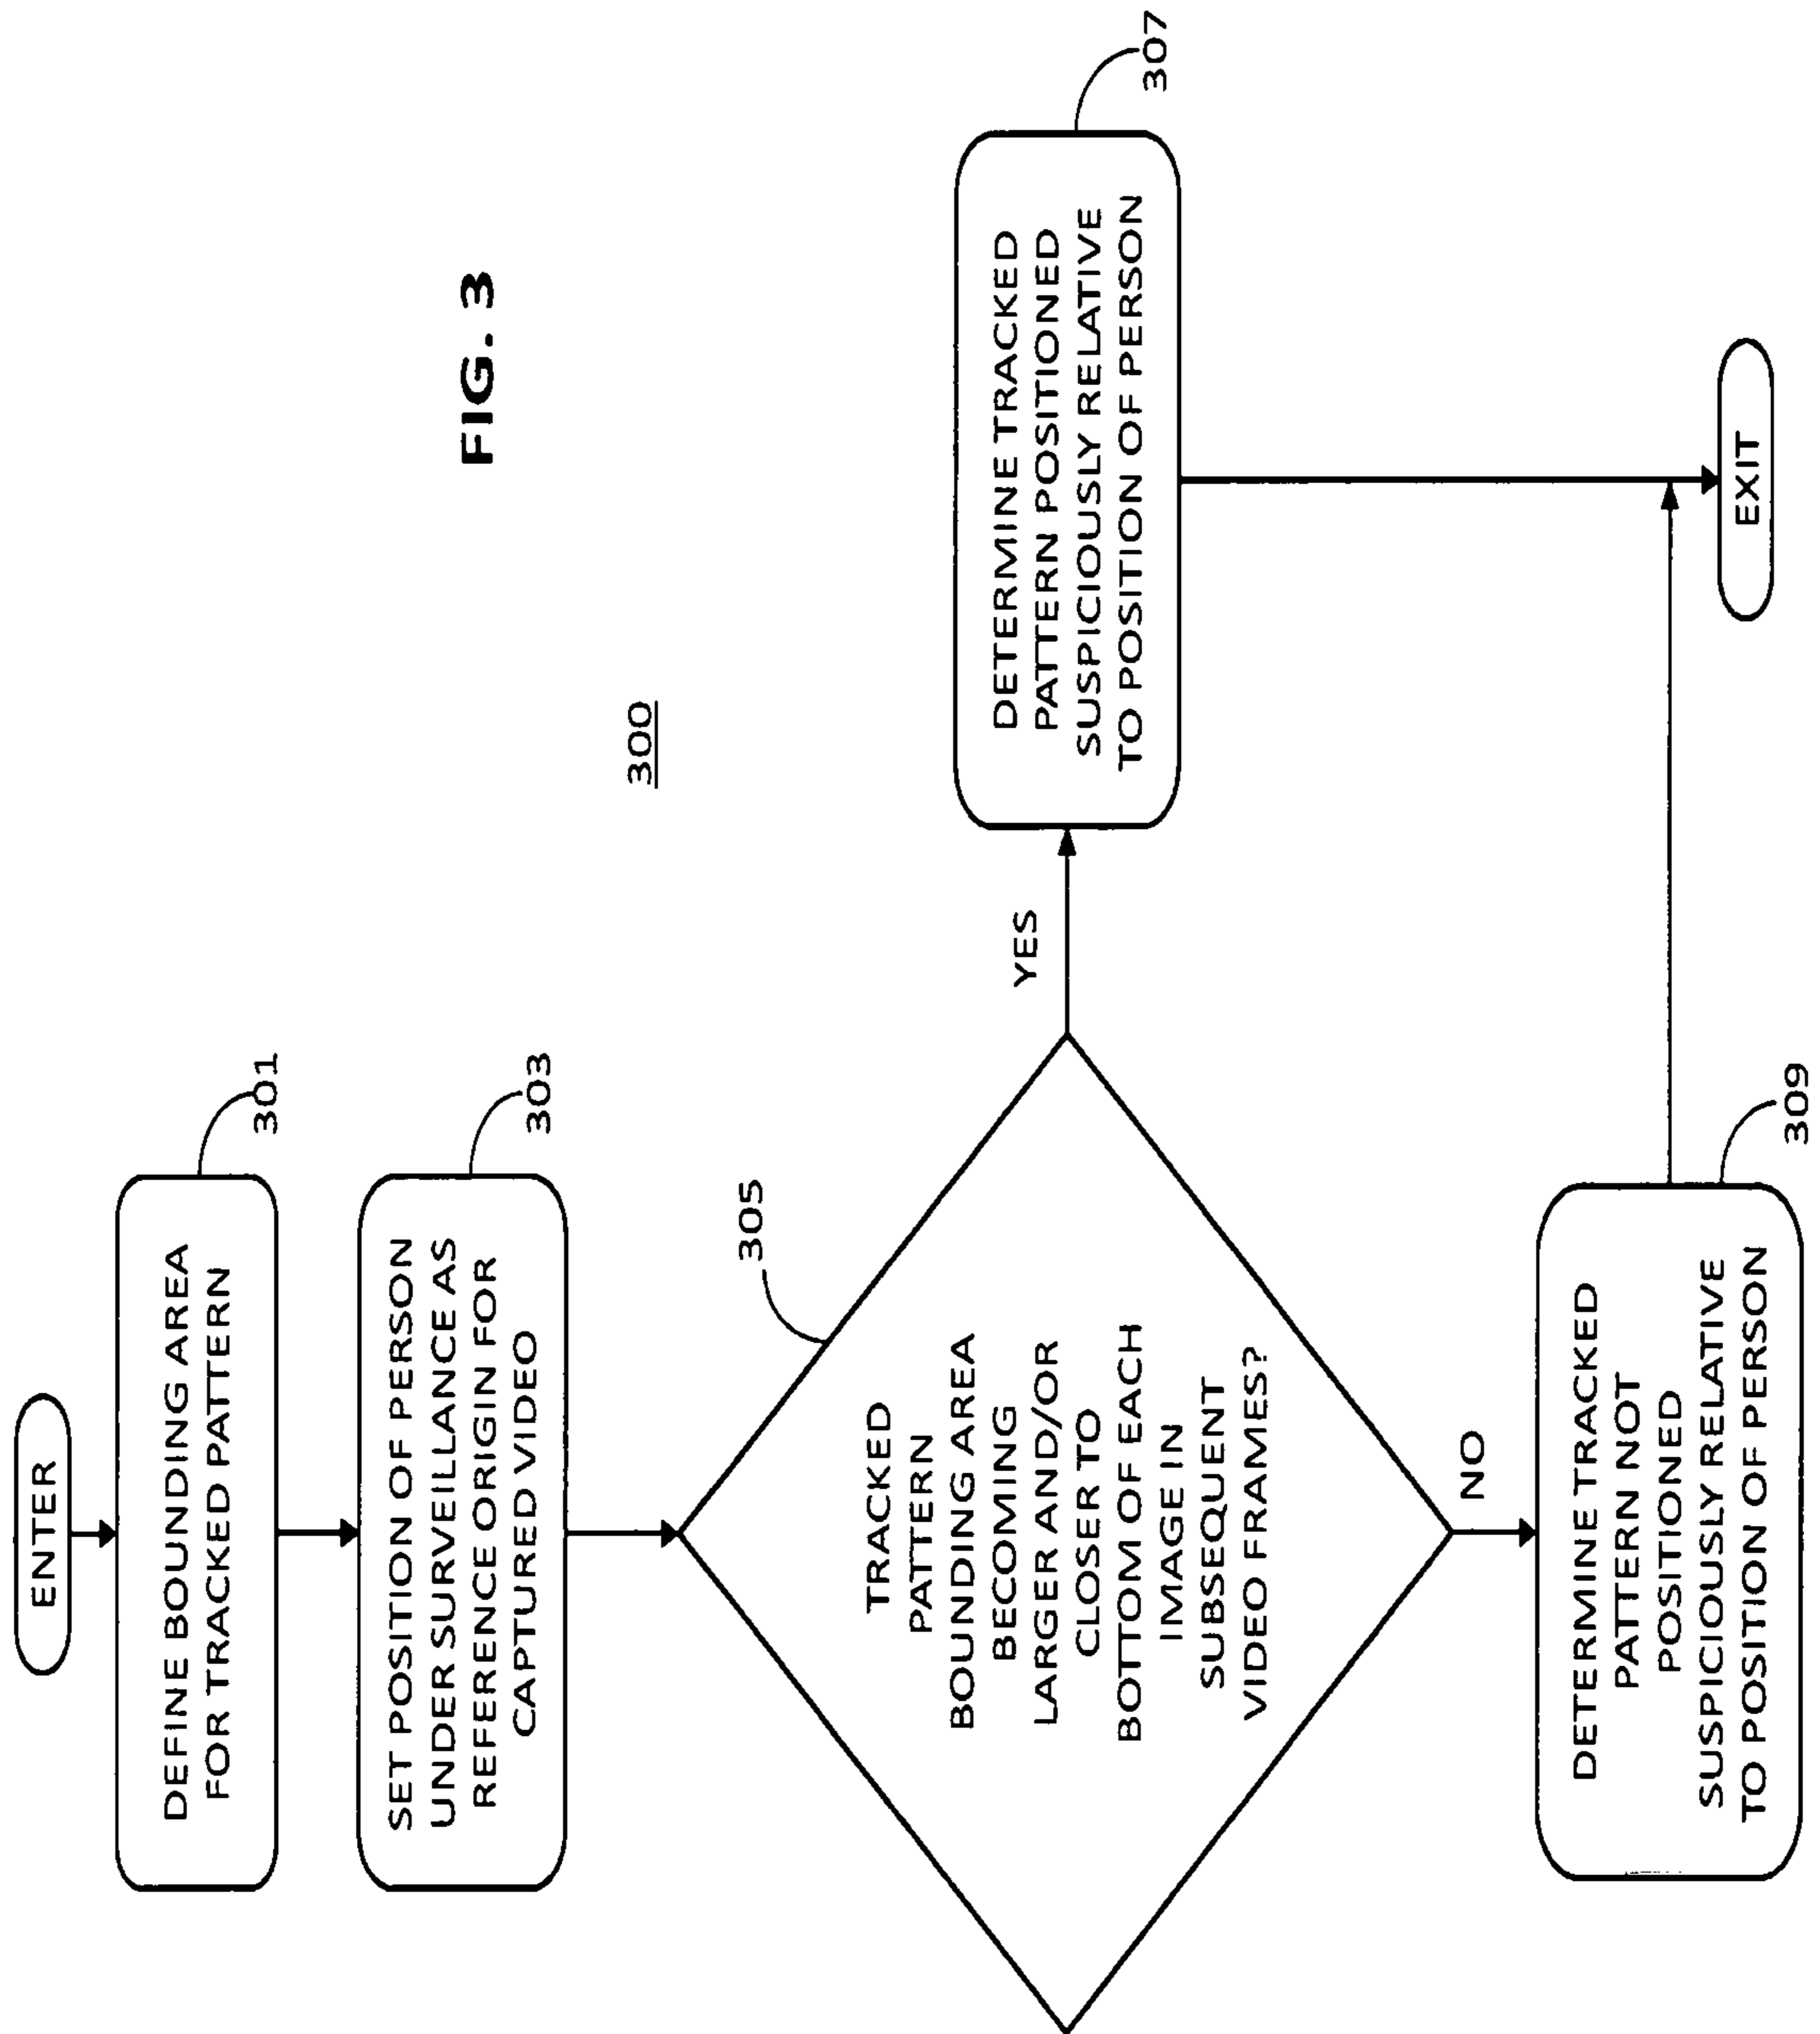 ENTER
301
DEFINE BOUNDING AREA
FOR TRACKED PATTERN
303
SET POSITION OF PERSON
UNDER SURVEILLANCE AS
REFERENCE ORIGIN FOR
CAPTURED VIDEO
FIG. 3
300
305
TRACKED
PATTERN
BOUNDING AREA
BECOMING
LARGER AND/OR
CLOSER TO
BOTTOM OF EACH
IMAGE IN
SUBSEQUENT
VIDEO FRAMES?
YES
DETERMINE TRACKED
PATTERN POSITIONED
SUSPICIOUSLY RELATIVE
TO POSITION OF PERSON
307
NO
DETERMINE TRACKED
PATTERN NOT
POSITIONED
SUSPICIOUSLY RELATIVE
TO POSITION OF PERSON
309
EXIT